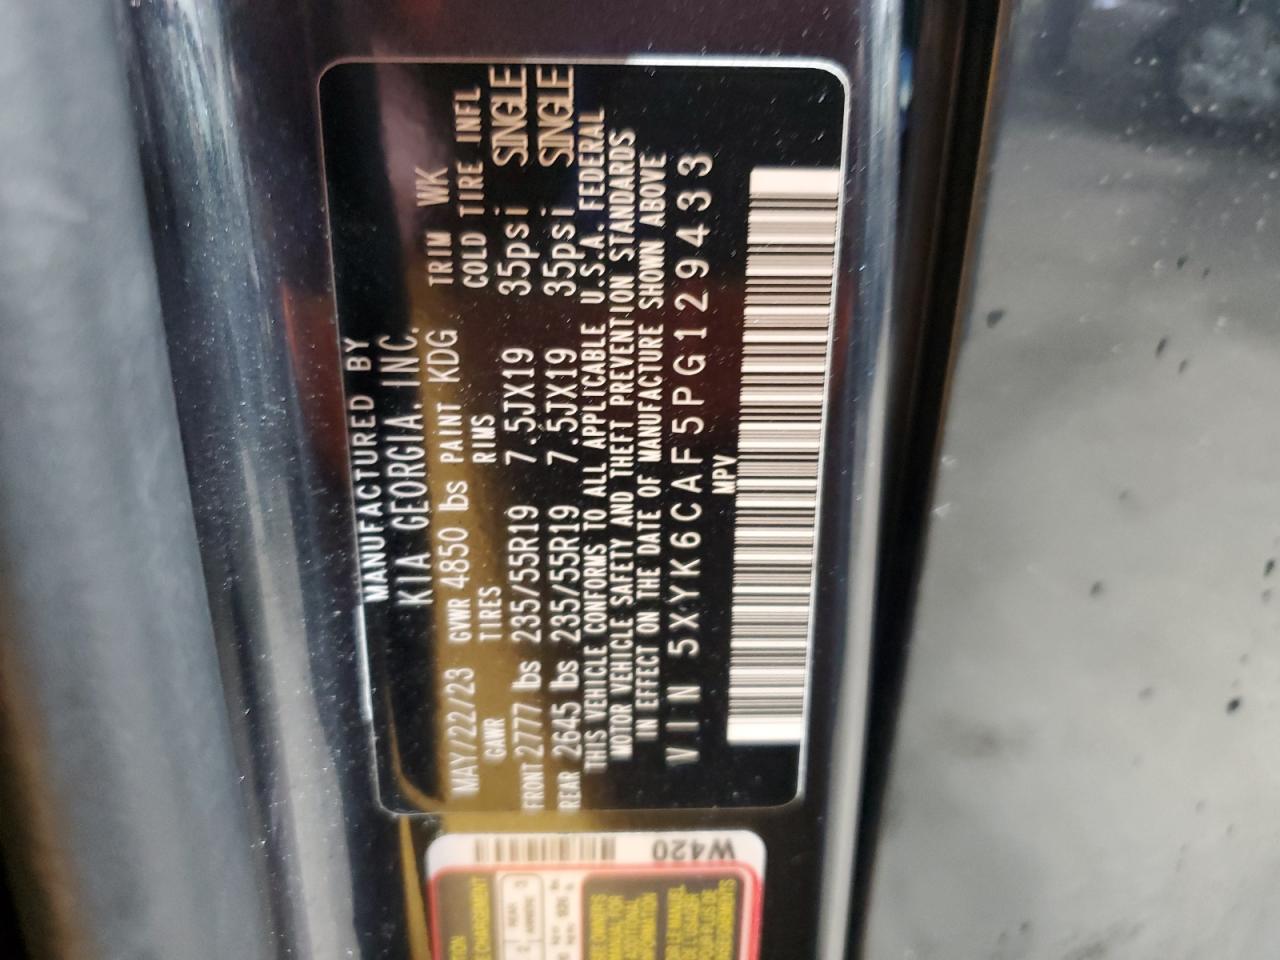 MANUFACTURED BY
KIA GEORGIA. INC.
MAY/22/23 GVWR 4850 lbs PAINT KDG TRIM WK
GAWR TIRES RIMS COLD TIRE INFL
FRONT 2777 lbs 235/55R19 7.5JX19 35psi SINGLE
REAR 2645 lbs 235/55R19 7.5JX19 35psi SINGLE
THIS VEHICLE CONFORMS TO ALL APPLICABLE U.S.A. FEDERAL
MOTOR VEHICLE SAFETY AND THEFT PREVENTION STANDARDS
IN EFFECT ON THE DATE OF MANUFACTURE SHOWN ABOVE
VIN 5XYK6CAF5PG129433
MPV
W420